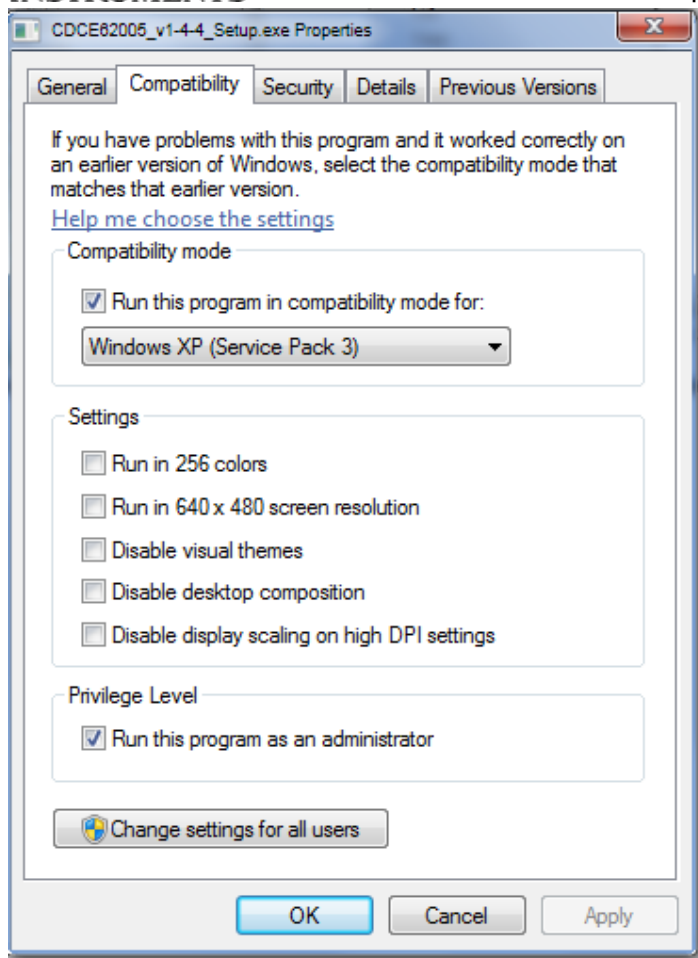 CDCE62005_v1-4-4_Setup.exe Properties
General Compatibility Security Details Previous Versions
If you have problems with this program and it worked correctly on
an earlier version of Windows, select the compatibility mode that
matches that earlier version.
Help me choose the settings
Compatibility mode
Run this program in compatibility mode for:
Windows XP (Service Pack 3)
Settings
Run in 256 colors
Run in 640 x 480 screen resolution
Disable visual themes
Disable desktop composition
Disable display scaling on high DPI settings
Privilege Level
Run this program as an administrator
Change settings for all users
OK Cancel Apply